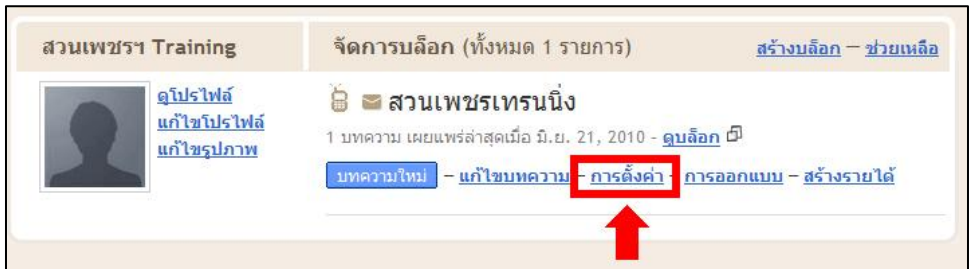 สวนเพชรฯ Training
จัดการบล็อก (ทั้งหมด 1 รายการ)
สร้างบล็อก – ช่วยเหลือ
ดูโปรไฟล์
แก้ไขโปรไฟล์
แก้ไขรูปภาพ
สวนเพชรเทรนนิ่ง
1 บทความ เผยแพร่ล่าสุดเมื่อ มิ.ย. 21, 2010 - ดูบล็อก
บทความใหม่ – แก้ไขบทความ – การตั้งค่า – การออกแบบ – สร้างรายได้